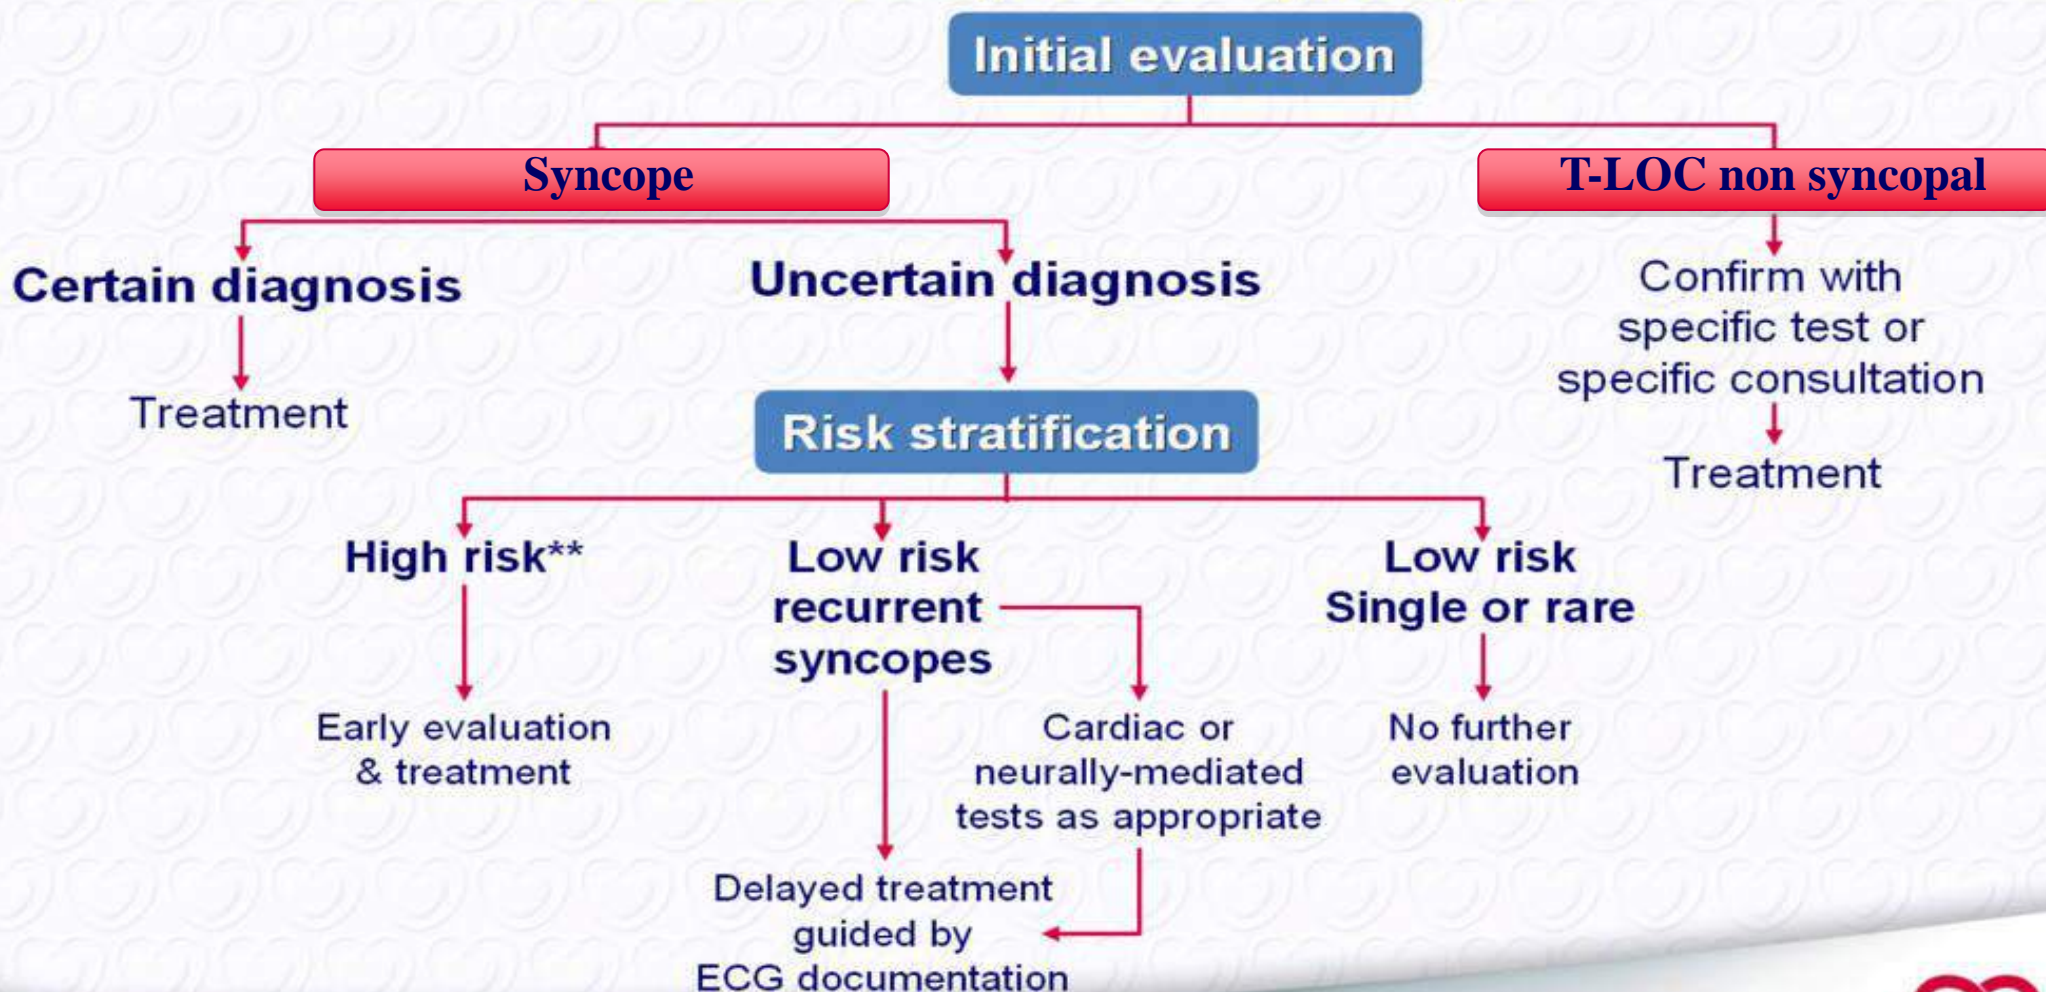 Initial evaluation
Syncope
T-LOC non syncopal
Certain diagnosis
Treatment
Uncertain diagnosis
Confirm with
specific test or
specific consultation
Treatment
Risk stratification
High risk**
Early evaluation
& treatment
Low risk
recurrent
syncopes
Cardiac or
neurally-mediated
tests as appropriate
Delayed treatment
guided by
ECG documentation
Low risk
Single or rare
No further
evaluation